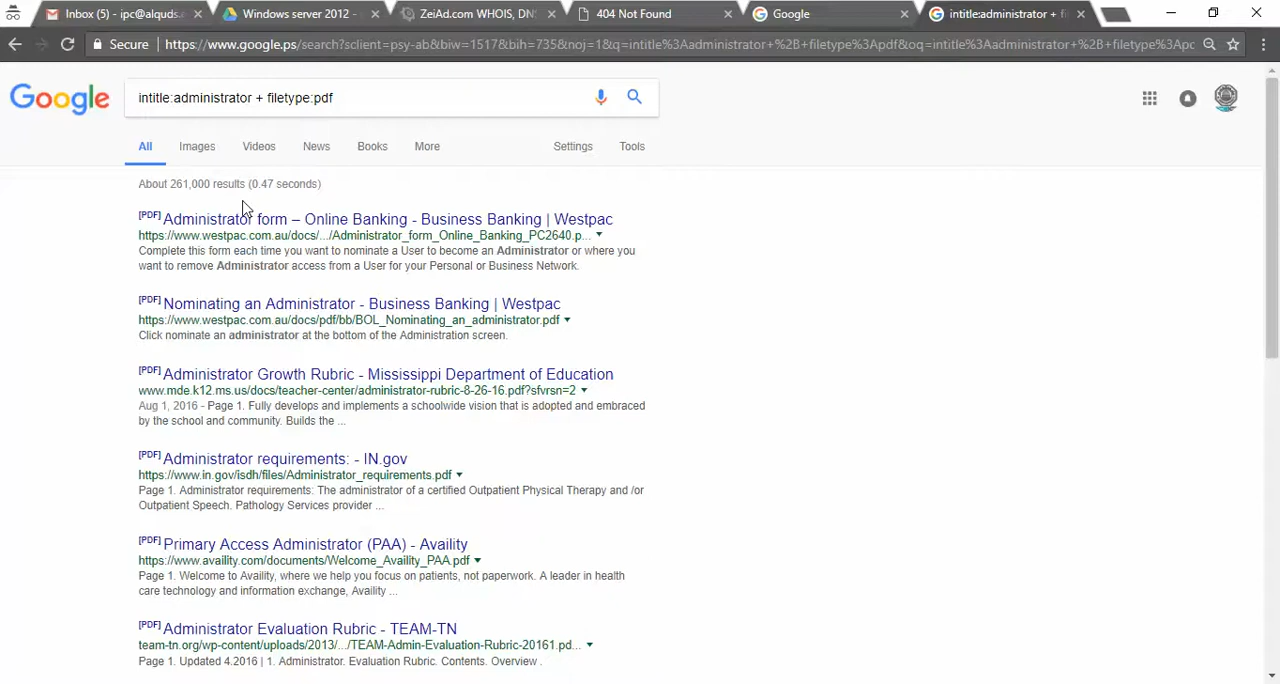 Inbox (5) - ipc@alquds.e
Windows server 2012 -
ZeiAd.com WHOIS, DNS
404 Not Found
Google
intitle:administrator + f
Secure
https://www.google.ps/search?sclient=psy-ab&biw=1517&bih=735&noj=1&q=intitle%3Aadministrator+%2B+filetype%3Apdf&oq=intitle%3Aadministrator+%2B+filetype%3Apc
Google
intitle:administrator + filetype:pdf
All
Images
Videos
News
Books
More
Settings
Tools
About 261,000 results (0.47 seconds)
[PDF] Administrator form – Online Banking - Business Banking | Westpac
https://www.westpac.com.au/docs/.../Administrator_form_Online_Banking_PC2640.p...
Complete this form each time you want to nominate a User to become an Administrator or where you
want to remove Administrator access from a User for your Personal or Business Network.
[PDF] Nominating an Administrator - Business Banking | Westpac
https://www.westpac.com.au/docs/pdf/bb/BOL_Nominating_an_administrator.pdf
Click nominate an administrator at the bottom of the Administration screen.
[PDF] Administrator Growth Rubric - Mississippi Department of Education
www.mde.k12.ms.us/docs/teacher-center/administrator-rubric-8-26-16.pdf?sfvrsn=2
Aug 1, 2016 - Page 1. Fully develops and implements a schoolwide vision that is adopted and embraced
by the school and community. Builds the ...
[PDF] Administrator requirements: - IN.gov
https://www.in.gov/isdh/files/Administrator_requirements.pdf
Page 1. Administrator requirements: The administrator of a certified Outpatient Physical Therapy and /or
Outpatient Speech. Pathology Services provider ...
[PDF] Primary Access Administrator (PAA) - Availity
https://www.availity.com/documents/Welcome_Availity_PAA.pdf
Page 1. Welcome to Availity, where we help you focus on patients, not paperwork. A leader in health
care technology and information exchange, Availity ...
[PDF] Administrator Evaluation Rubric - TEAM-TN
team-tn.org/wp-content/uploads/2013/.../TEAM-Admin-Evaluation-Rubric-20161.pd...
Page 1. Updated 4.2016 | 1. Administrator. Evaluation Rubric. Contents. Overview .